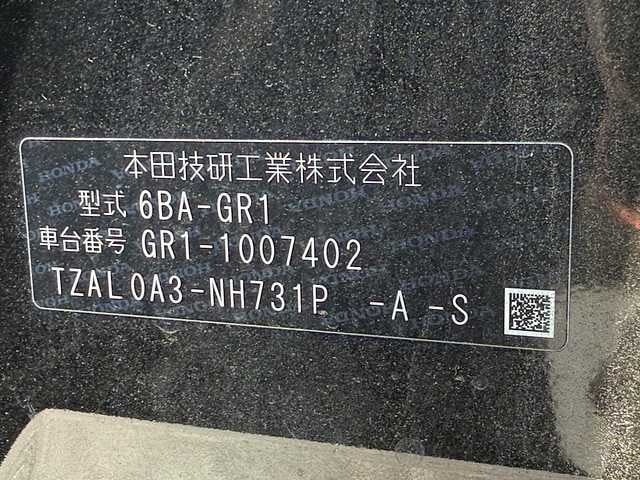 本田技研工業株式会社
型式 6BA-GR1
車台番号 GR1-1007402
TZAL0A3-NH731P -A -S